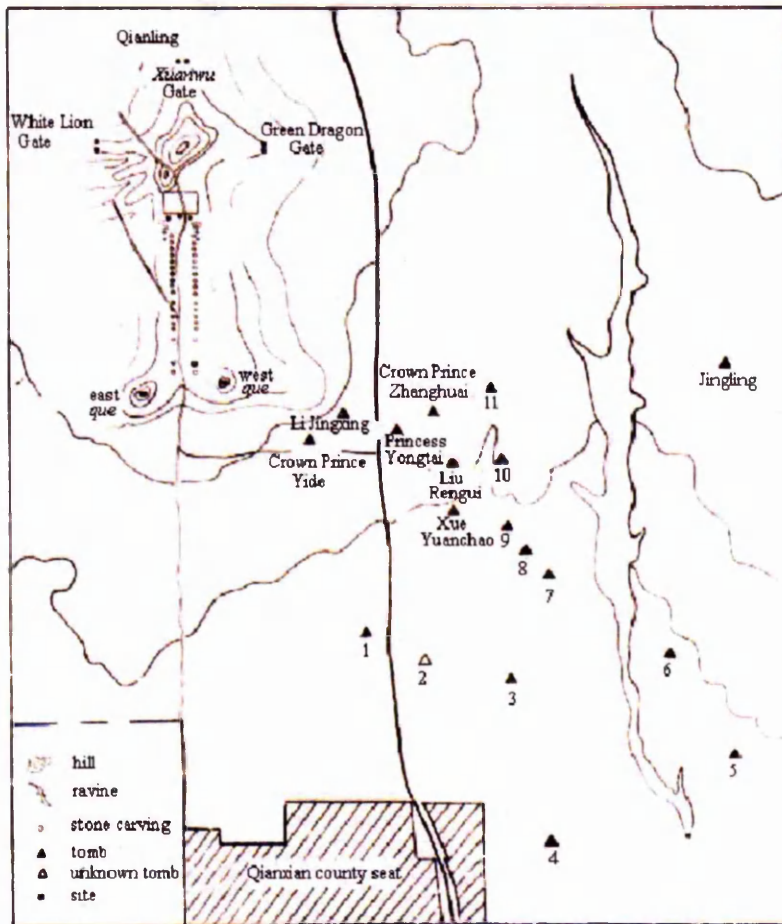 Qianling
Xuanwu
Gate
White Lion
Gate
Green Dragon
Gate
east
que
west
que
Crown Prince
Zhanghuai
11
Jingling
Li Jingxing
Princess
Yongtai
Crown Prince
Yide
10
Liu
Rengui
Xue
Yuanchao
9
8
7
1
2
3
6
5
4
hill
ravine
stone carving
tomb
unknown tomb
site
Qianxian county seat